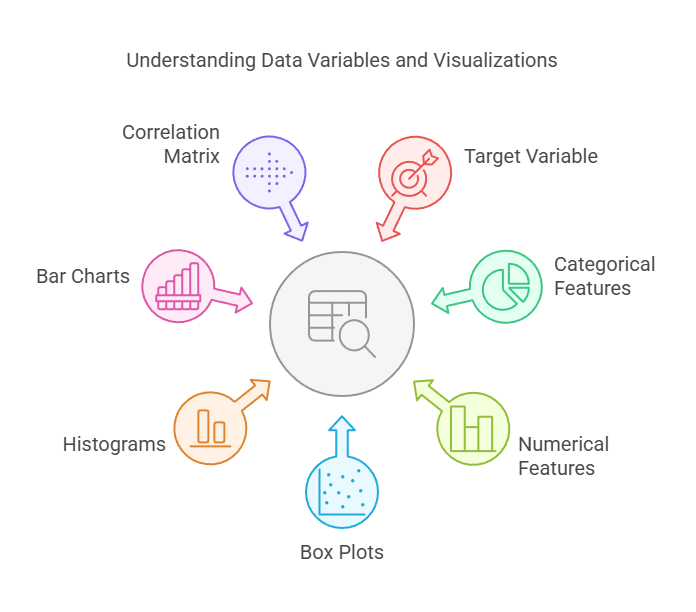 Understanding Data Variables and Visualizations
Correlation
Matrix
Target Variable
Bar Charts
Categorical
Features
Histograms
Numerical
Features
Box Plots